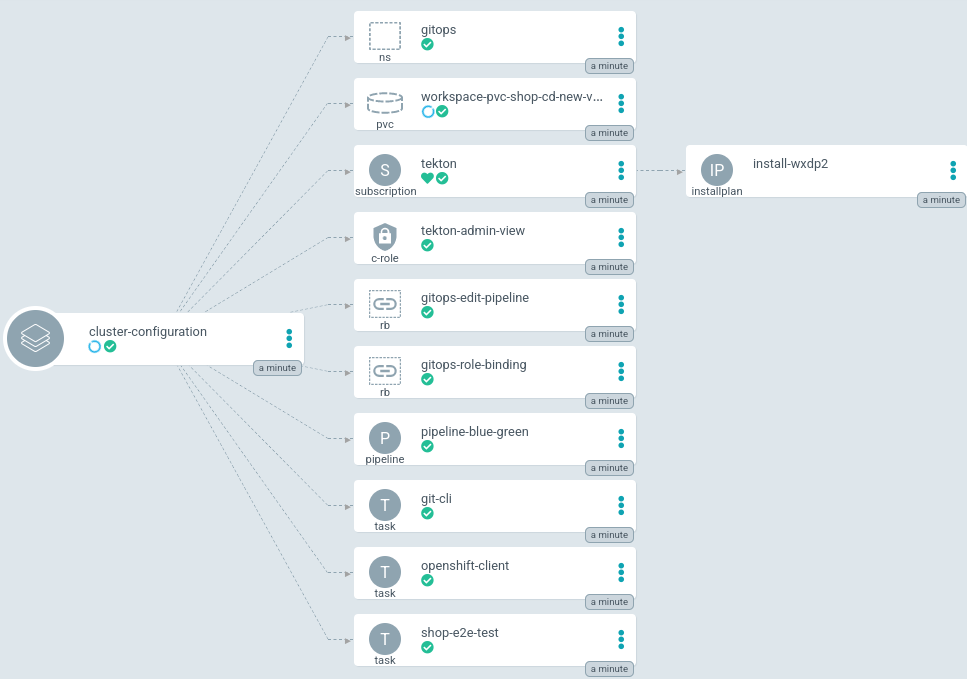 gitops
ns
a minute
workspace-pvc-shop-cd-new-v...
pvc
a minute
S
tekton
subscription
a minute
IP
install-wxdp2
installplan
a minute
tekton-admin-view
c-role
a minute
gitops-edit-pipeline
rb
a minute
cluster-configuration
a minute
gitops-role-binding
rb
a minute
P
pipeline-blue-green
pipeline
a minute
T
git-cli
task
a minute
T
openshift-client
task
a minute
T
shop-e2e-test
task
a minute